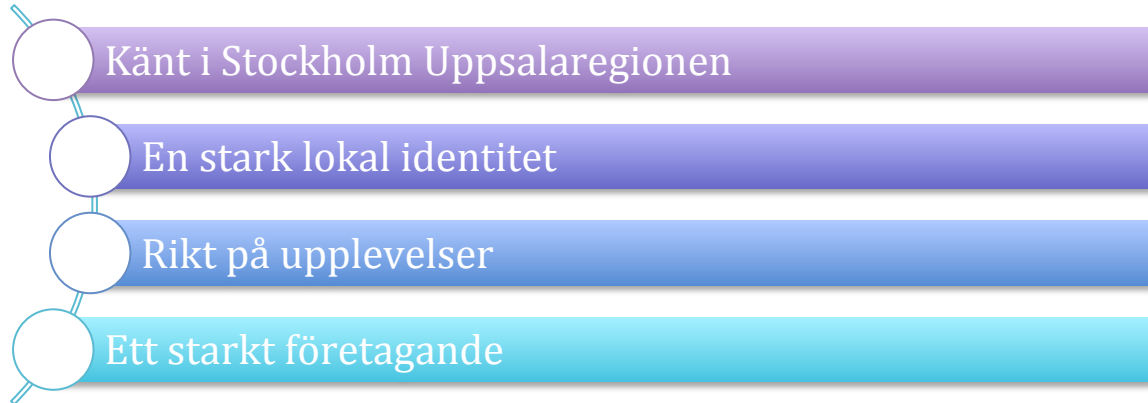 Känt i Stockholm Uppsalaregionen
En stark lokal identitet
Rikt på upplevelser
Ett starkt företagande